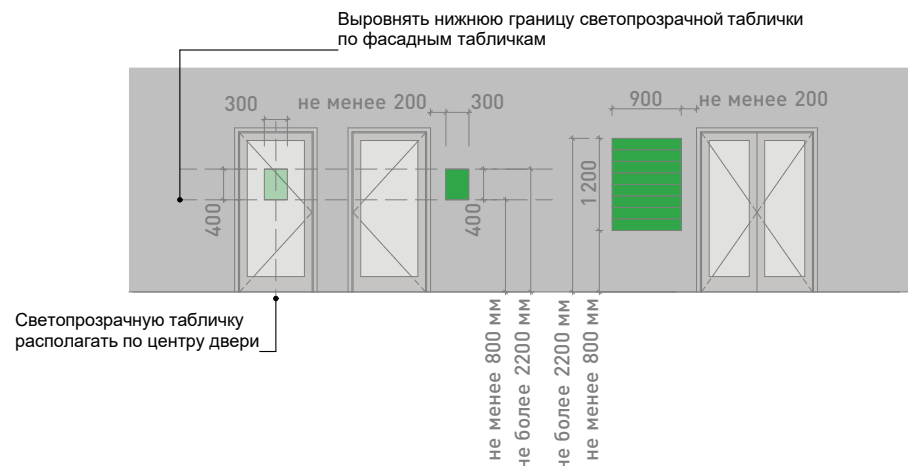 Выровнять нижнюю границу светопрозрачной таблички
по фасадным табличкам
300
не менее 200
300
900
не менее 200
400
400
1200
не менее 800 мм
не более 2200 мм
не более 2200 мм
не менее 800 мм
Светопрозрачную табличку
располагать по центру двери